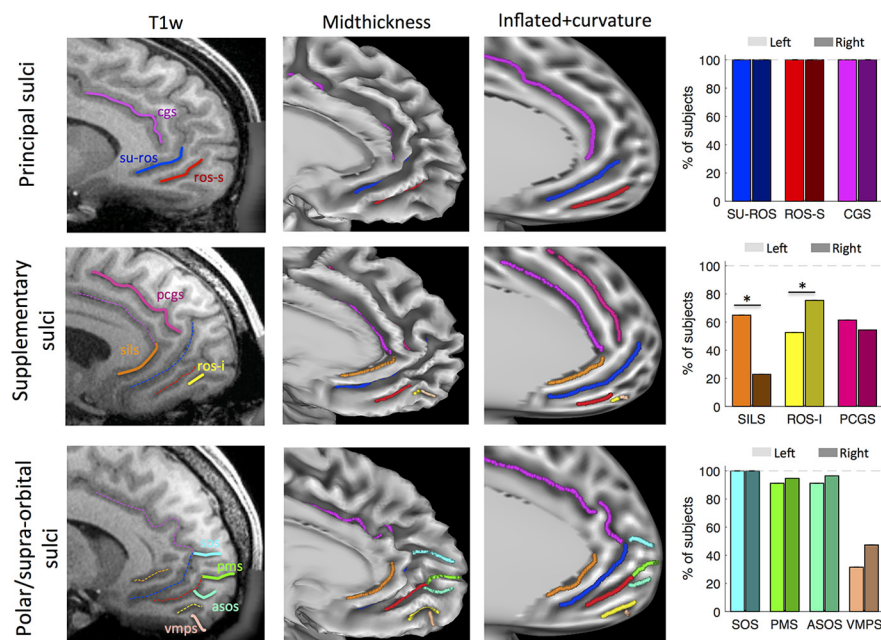 T1w
Midthickness
Inflated+curvature
Principal sulci
cgs
su-ros
ros-s
Left Right
% of subjects
100
80
60
40
20
0
SU-ROS ROS-S CGS
Supplementary
sulci
pcgs
sils
ros-i
Left Right
% of subjects
100
80
60
40
20
0
* *
SILS ROS-I PCGS
Polar/supra-orbital
sulci
sos
pms
asos
vmps
Left Right
% of subjects
100
80
60
40
20
0
SOS PMS ASOS VMPS